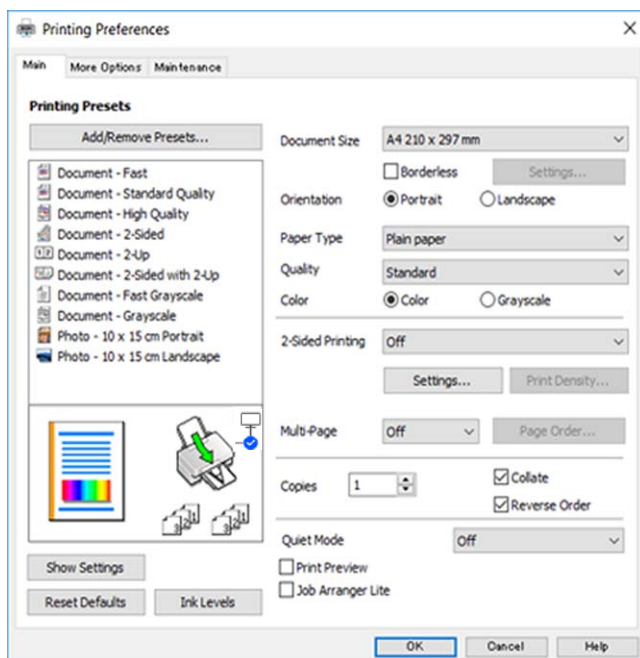 Printing Preferences
Main More Options Maintenance
Printing Presets
Add/Remove Presets...
Document - Fast
Document - Standard Quality
Document - High Quality
Document - 2-Sided
Document - 2-Up
Document - 2-Sided with 2-Up
Document - Fast Grayscale
Document - Grayscale
Photo - 10 x 15 cm Portrait
Photo - 10 x 15 cm Landscape
Show Settings
Reset Defaults Ink Levels
Document Size A4 210 x 297 mm
Borderless Settings...
Orientation Portrait Landscape
Paper Type Plain paper
Quality Standard
Color Color Grayscale
2-Sided Printing Off
Settings... Print Density...
Multi-Page Off Page Order...
Copies 1 Collate
Reverse Order
Quiet Mode Off
Print Preview
Job Arranger Lite
OK Cancel Help